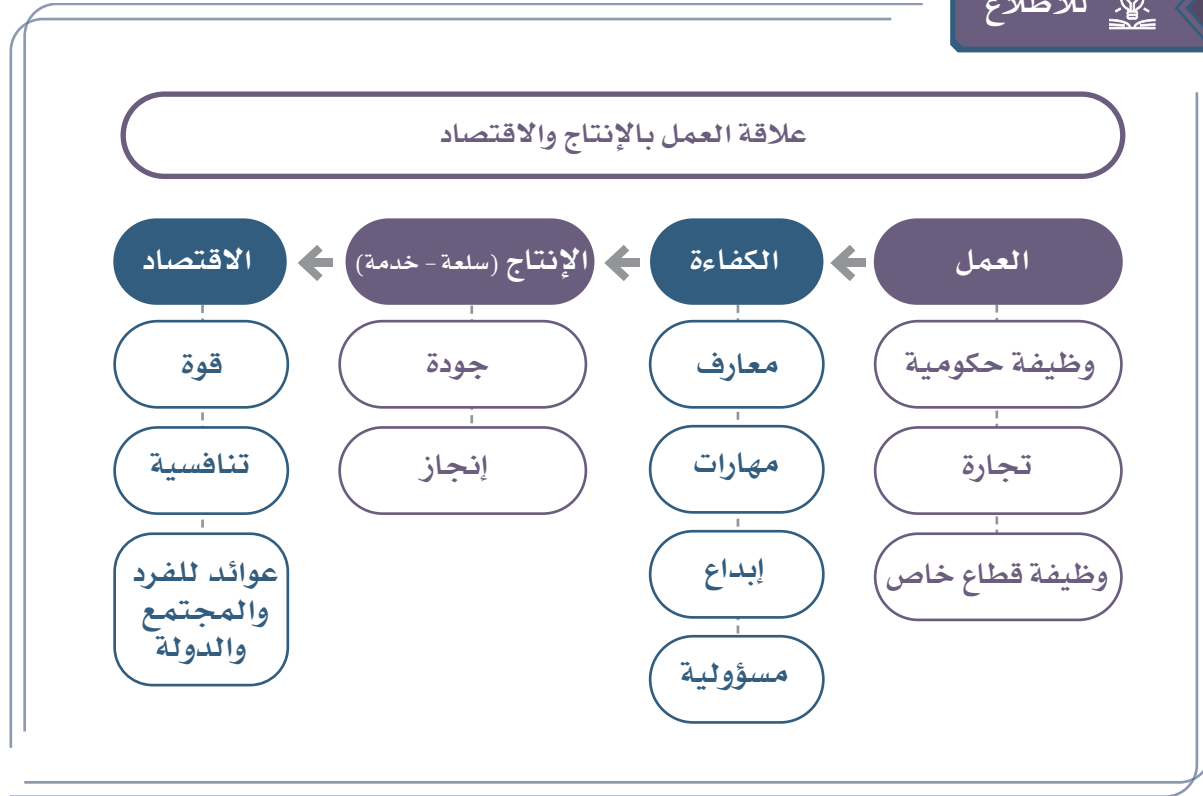 للاطلاع
علاقة العمل بالإنتاج والاقتصاد
العمل
وظيفة حكومية
تجارة
وظيفة قطاع خاص
الكفاءة
معارف
مهارات
إبداع
مسؤولية
الإنتاج (سلعة - خدمة)
جودة
إنجاز
الاقتصاد
قوة
تنافسية
عوائد للفرد
والمجتمع
والدولة